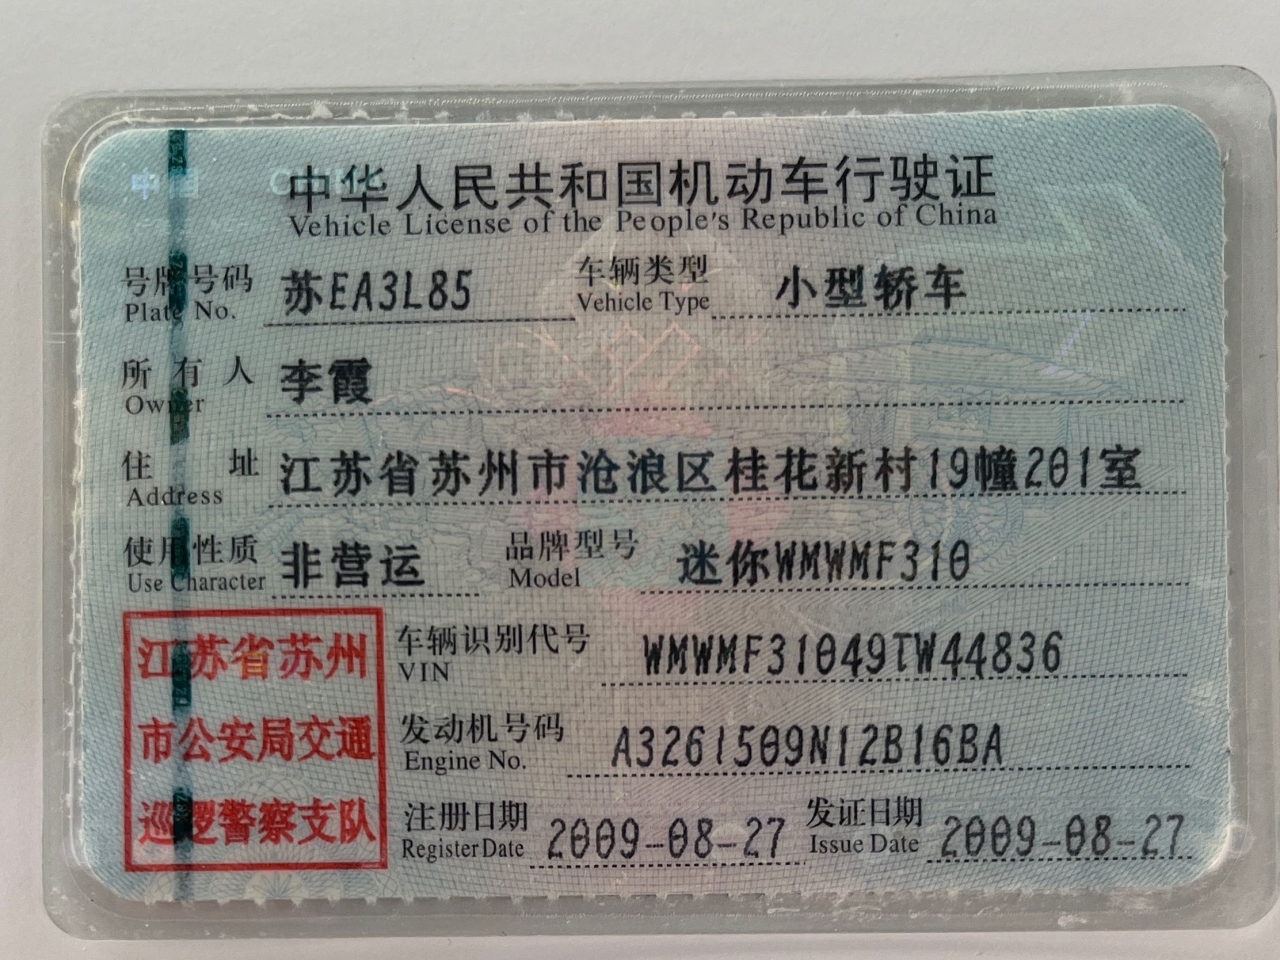 中国 C
中华人民共和国机动车行驶证
Vehicle License of the People's Republic of China
号牌号码 苏EA3L85 车辆类型 小型轿车
Plate No. Vehicle Type
所有人 李霞
Owner
住址 江苏省苏州市沧浪区桂花新村19幢201室
Address
使用性质 非营运 品牌型号 迷你WMWMF310
Use Character Model
江苏省苏州
市公安局交通
巡逻警察支队
车辆识别代号 WMWMF31049TW44836
VIN
发动机号码 A3261509N12B16BA
Engine No.
注册日期 2009-08-27 发证日期 2009-08-27
Register Date Issue Date